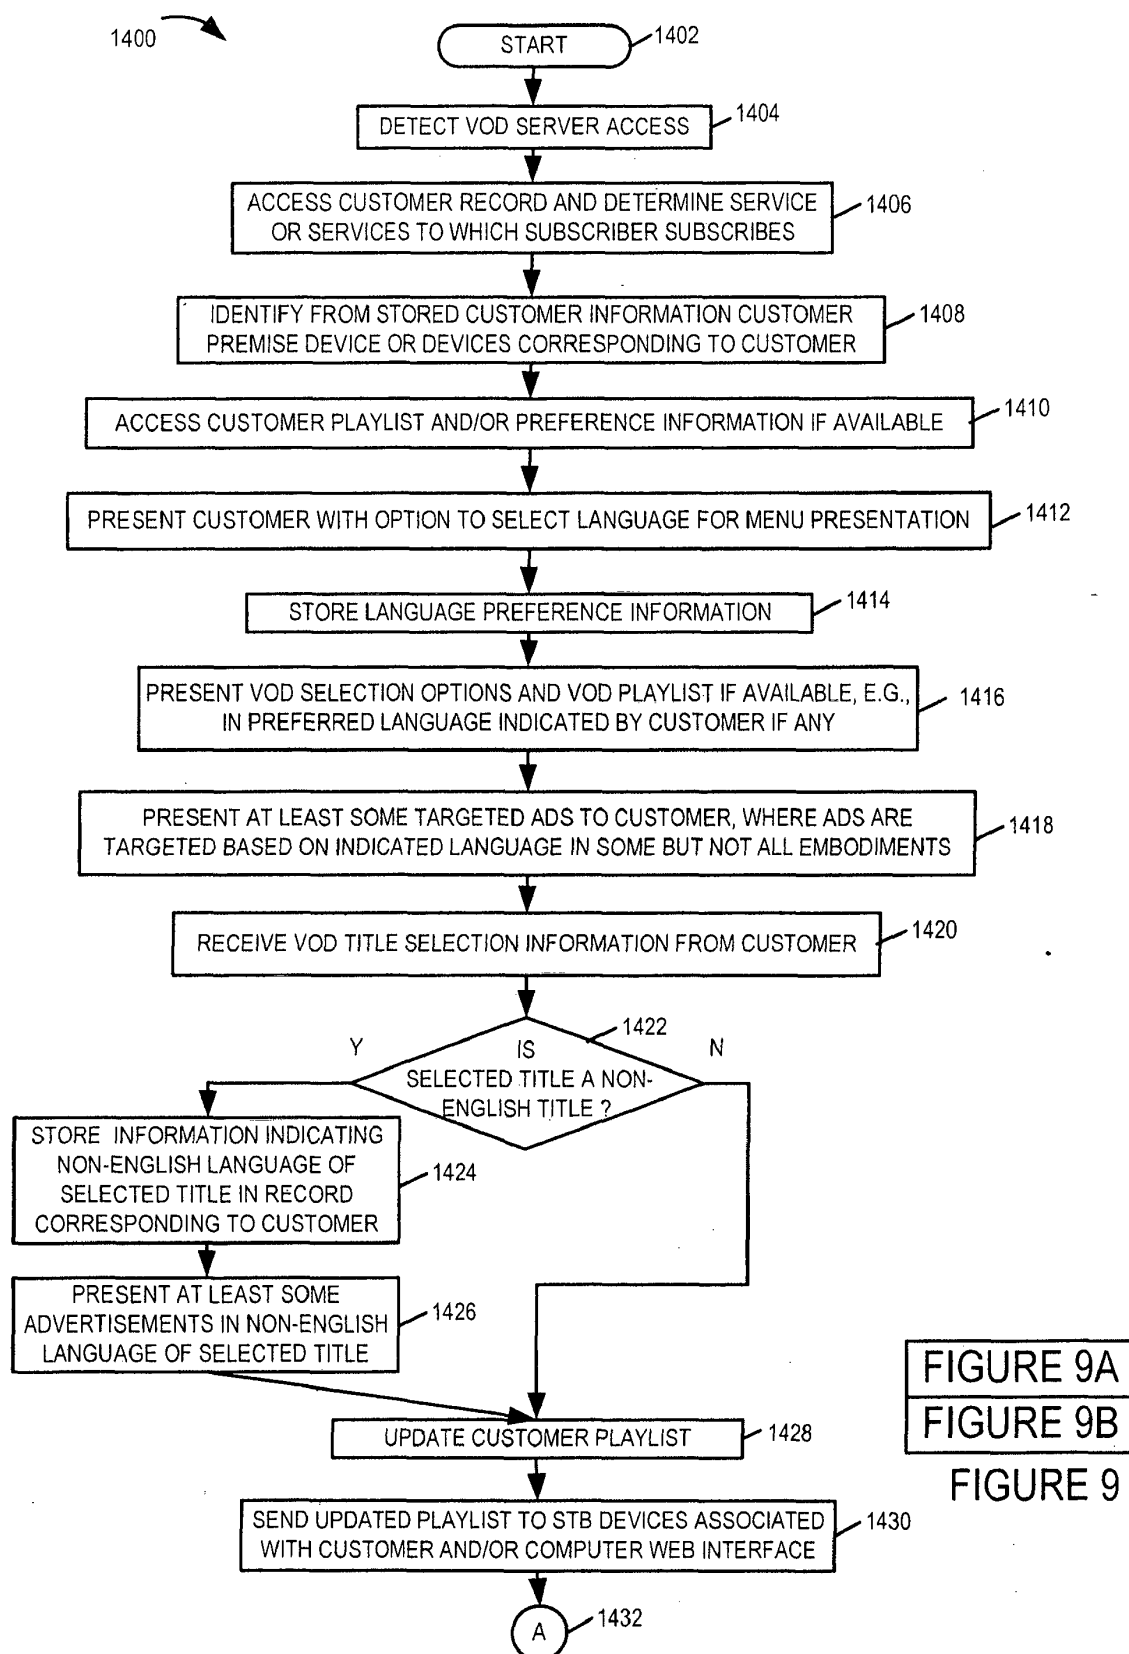 1400
START
1402
DETECT VOD SERVER ACCESS
1404
ACCESS CUSTOMER RECORD AND DETERMINE SERVICE
OR SERVICES TO WHICH SUBSCRIBER SUBSCRIBES
1406
IDENTIFY FROM STORED CUSTOMER INFORMATION CUSTOMER
PREMISE DEVICE OR DEVICES CORRESPONDING TO CUSTOMER
1408
ACCESS CUSTOMER PLAYLIST AND/OR PREFERENCE INFORMATION IF AVAILABLE
1410
PRESENT CUSTOMER WITH OPTION TO SELECT LANGUAGE FOR MENU PRESENTATION
1412
STORE LANGUAGE PREFERENCE INFORMATION
1414
PRESENT VOD SELECTION OPTIONS AND VOD PLAYLIST IF AVAILABLE, E.G.,
IN PREFERRED LANGUAGE INDICATED BY CUSTOMER IF ANY
1416
PRESENT AT LEAST SOME TARGETED ADS TO CUSTOMER, WHERE ADS ARE
TARGETED BASED ON INDICATED LANGUAGE IN SOME BUT NOT ALL EMBODIMENTS
1418
RECEIVE VOD TITLE SELECTION INFORMATION FROM CUSTOMER
1420
1422
Y
IS
SELECTED TITLE A NON-
ENGLISH TITLE ?
N
STORE INFORMATION INDICATING
NON-ENGLISH LANGUAGE OF
SELECTED TITLE IN RECORD
CORRESPONDING TO CUSTOMER
1424
PRESENT AT LEAST SOME
ADVERTISEMENTS IN NON-ENGLISH
LANGUAGE OF SELECTED TITLE
1426
UPDATE CUSTOMER PLAYLIST
1428
SEND UPDATED PLAYLIST TO STB DEVICES ASSOCIATED
WITH CUSTOMER AND/OR COMPUTER WEB INTERFACE
1430
A
1432
FIGURE 9A
FIGURE 9B
FIGURE 9